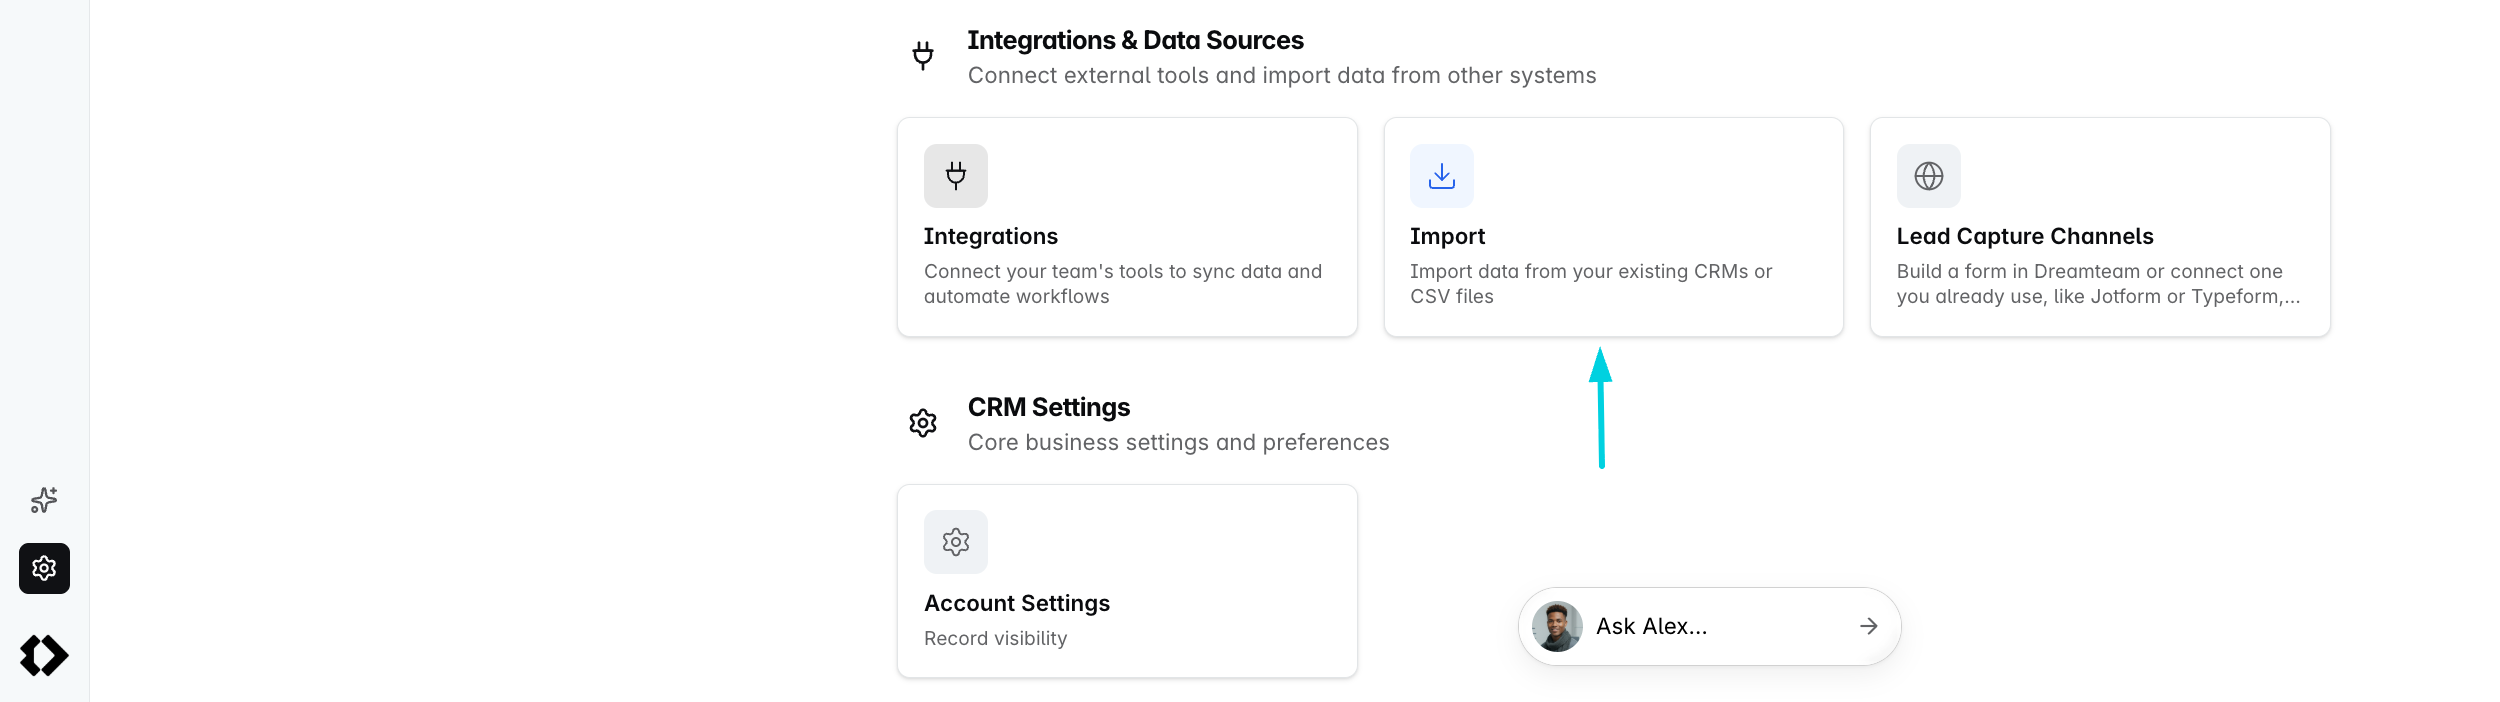 Integrations & Data Sources
Connect external tools and import data from other systems
Integrations
Connect your team's tools to sync data and
automate workflows
Import
Import data from your existing CRMs or
CSV files
Lead Capture Channels
Build a form in Dreamteam or connect one
you already use, like Jotform or Typeform,...
CRM Settings
Core business settings and preferences
Account Settings
Record visibility
Ask Alex...